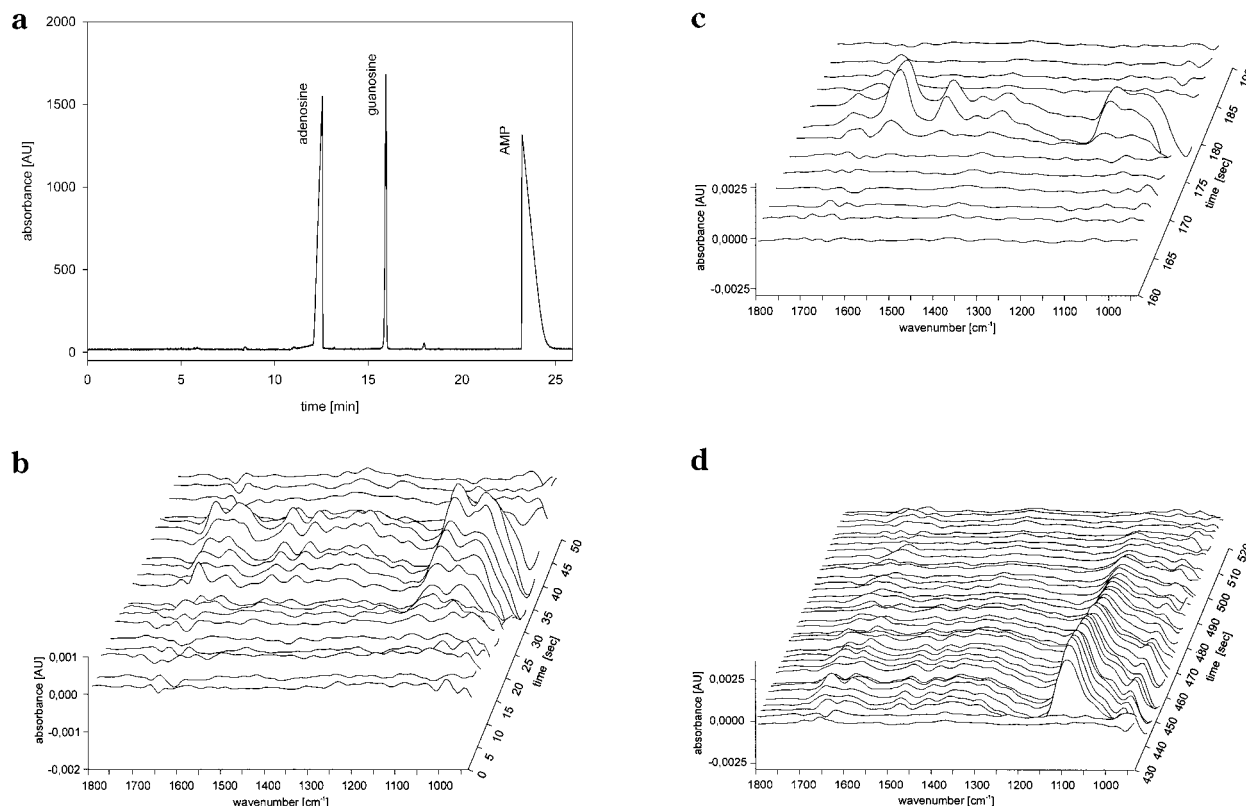 a
2000
1500
1000
500
0
absorbance [AU]
adenosine
guanosine
AMP
0 5 10 15 20 25
time [min]
b
0,001
0,000
-0,001
-0,002
absorbance [AU]
1800 1700 1600 1500 1400 1300 1200 1100 1000
wavenumber [cm-1]
0 5 10 15 20 25 30 35 40 45 50
time [sec]
c
0,0025
0,0000
-0,0025
absorbance [AU]
1800 1700 1600 1500 1400 1300 1200 1100 1000
wavenumber [cm-1]
160 165 170 175 180 185
time [sec]
d
0,0025
0,0000
-0,0025
absorbance [AU]
1800 1700 1600 1500 1400 1300 1200 1100 1000
wavenumber [cm-1]
430 440 450 460 470 480 490 500 510 520
time [sec]